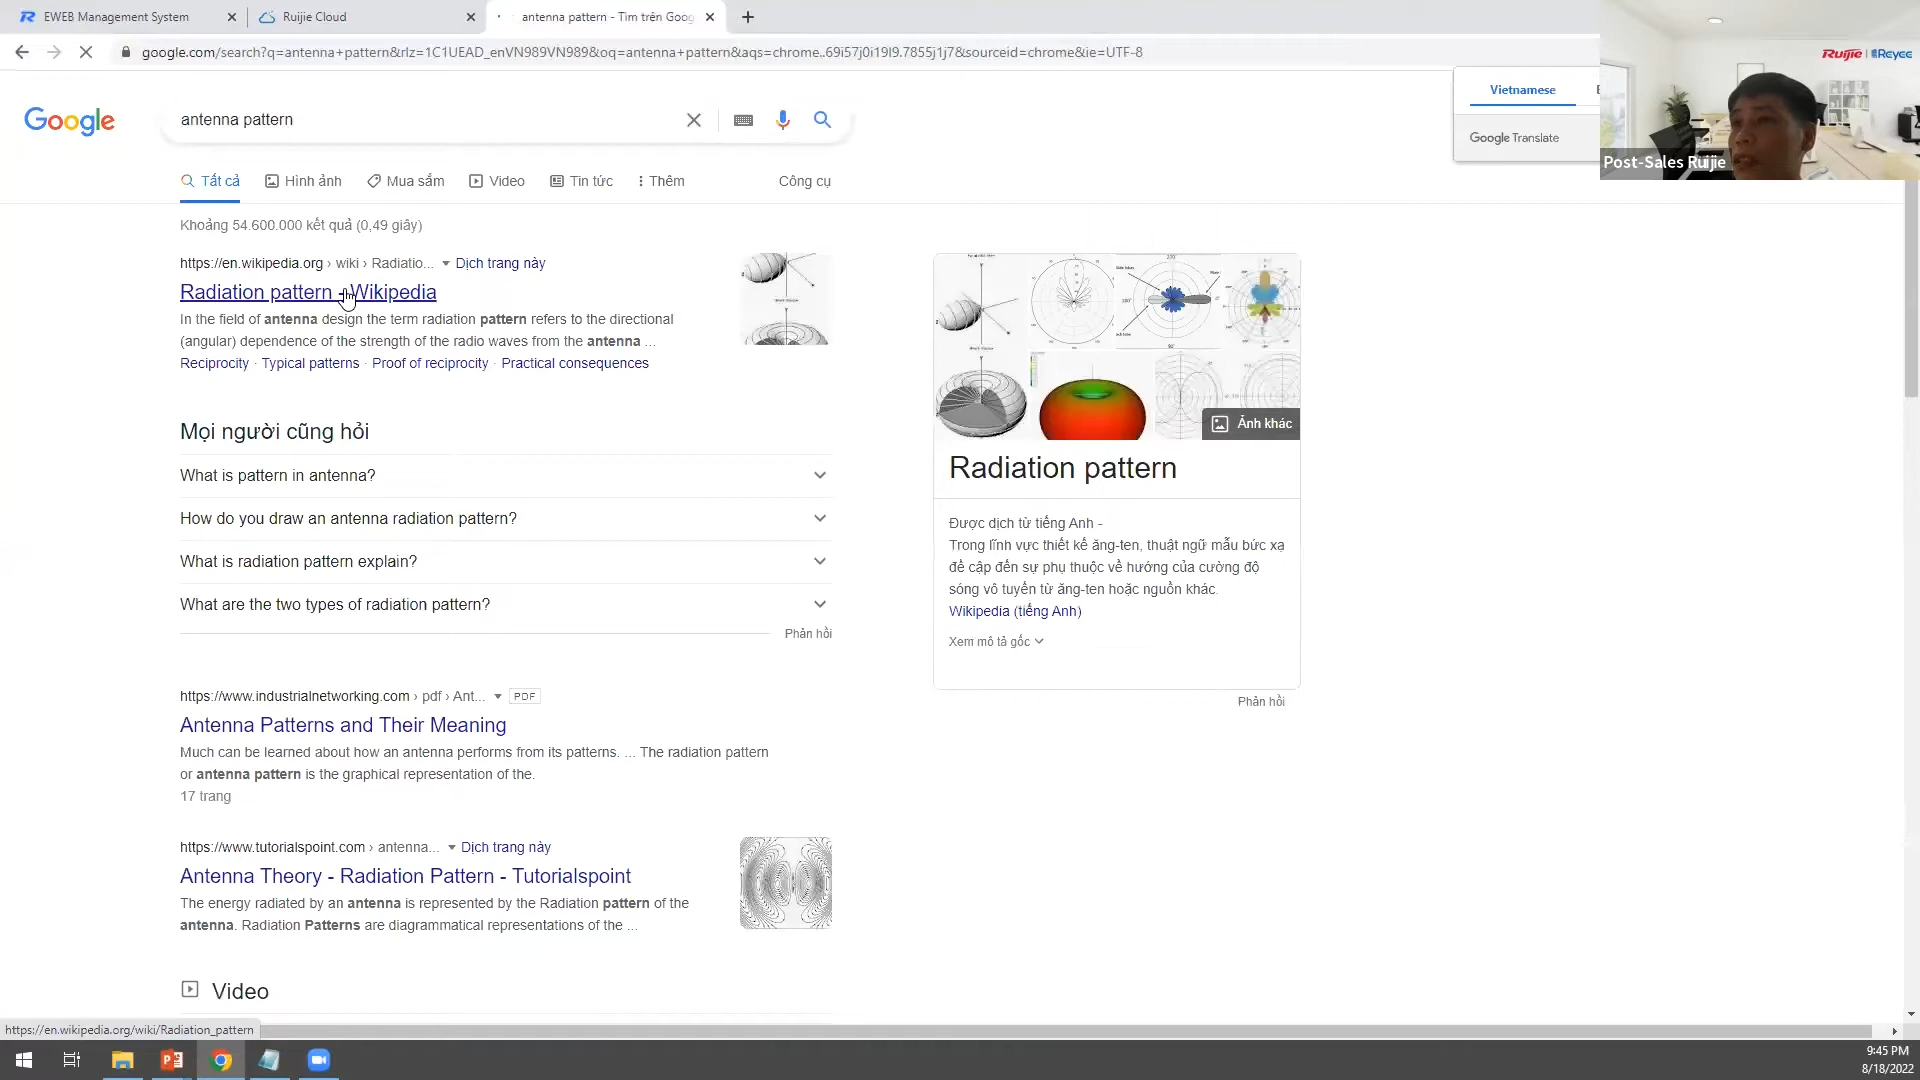 EWEB Management System
Ruijie Cloud
antenna pattern - Tìm trên Goog
google.com/search?q=antenna+pattern&rlz=1C1UEAD_enVN989VN989&oq=antenna+pattern&aqs=chrome..69i57j0i19l9.7855j1j7&sourceid=chrome&ie=UTF-8
Ruijie | Reyee
Vietnamese
Google
antenna pattern
Google Translate
Post-Sales Ruijie
Tất cả
Hình ảnh
Mua sắm
Video
Tin tức
Thêm
Công cụ
Khoảng 54.600.000 kết quả (0,49 giây)
https://en.wikipedia.org › wiki › Radiatio... Dịch trang này
Radiation pattern - Wikipedia
In the field of antenna design the term radiation pattern refers to the directional
(angular) dependence of the strength of the radio waves from the antenna ...
Reciprocity · Typical patterns · Proof of reciprocity · Practical consequences
Mọi người cũng hỏi
What is pattern in antenna?
How do you draw an antenna radiation pattern?
What is radiation pattern explain?
What are the two types of radiation pattern?
Phản hồi
https://www.industrialnetworking.com › pdf › Ant... PDF
Antenna Patterns and Their Meaning
Much can be learned about how an antenna performs from its patterns. ... The radiation pattern
or antenna pattern is the graphical representation of the.
17 trang
https://www.tutorialspoint.com › antenna... Dịch trang này
Antenna Theory - Radiation Pattern - Tutorialspoint
The energy radiated by an antenna is represented by the Radiation pattern of the
antenna. Radiation Patterns are diagrammatical representations of the ...
Video
Ảnh khác
Radiation pattern
Được dịch từ tiếng Anh -
Trong lĩnh vực thiết kế ăng-ten, thuật ngữ mẫu bức xạ
đề cập đến sự phụ thuộc về hướng của cường độ
sóng vô tuyến từ ăng-ten hoặc nguồn khác.
Wikipedia (tiếng Anh)
Xem mô tả gốc
Phản hồi
https://en.wikipedia.org/wiki/Radiation_pattern
9:45 PM
8/18/2022